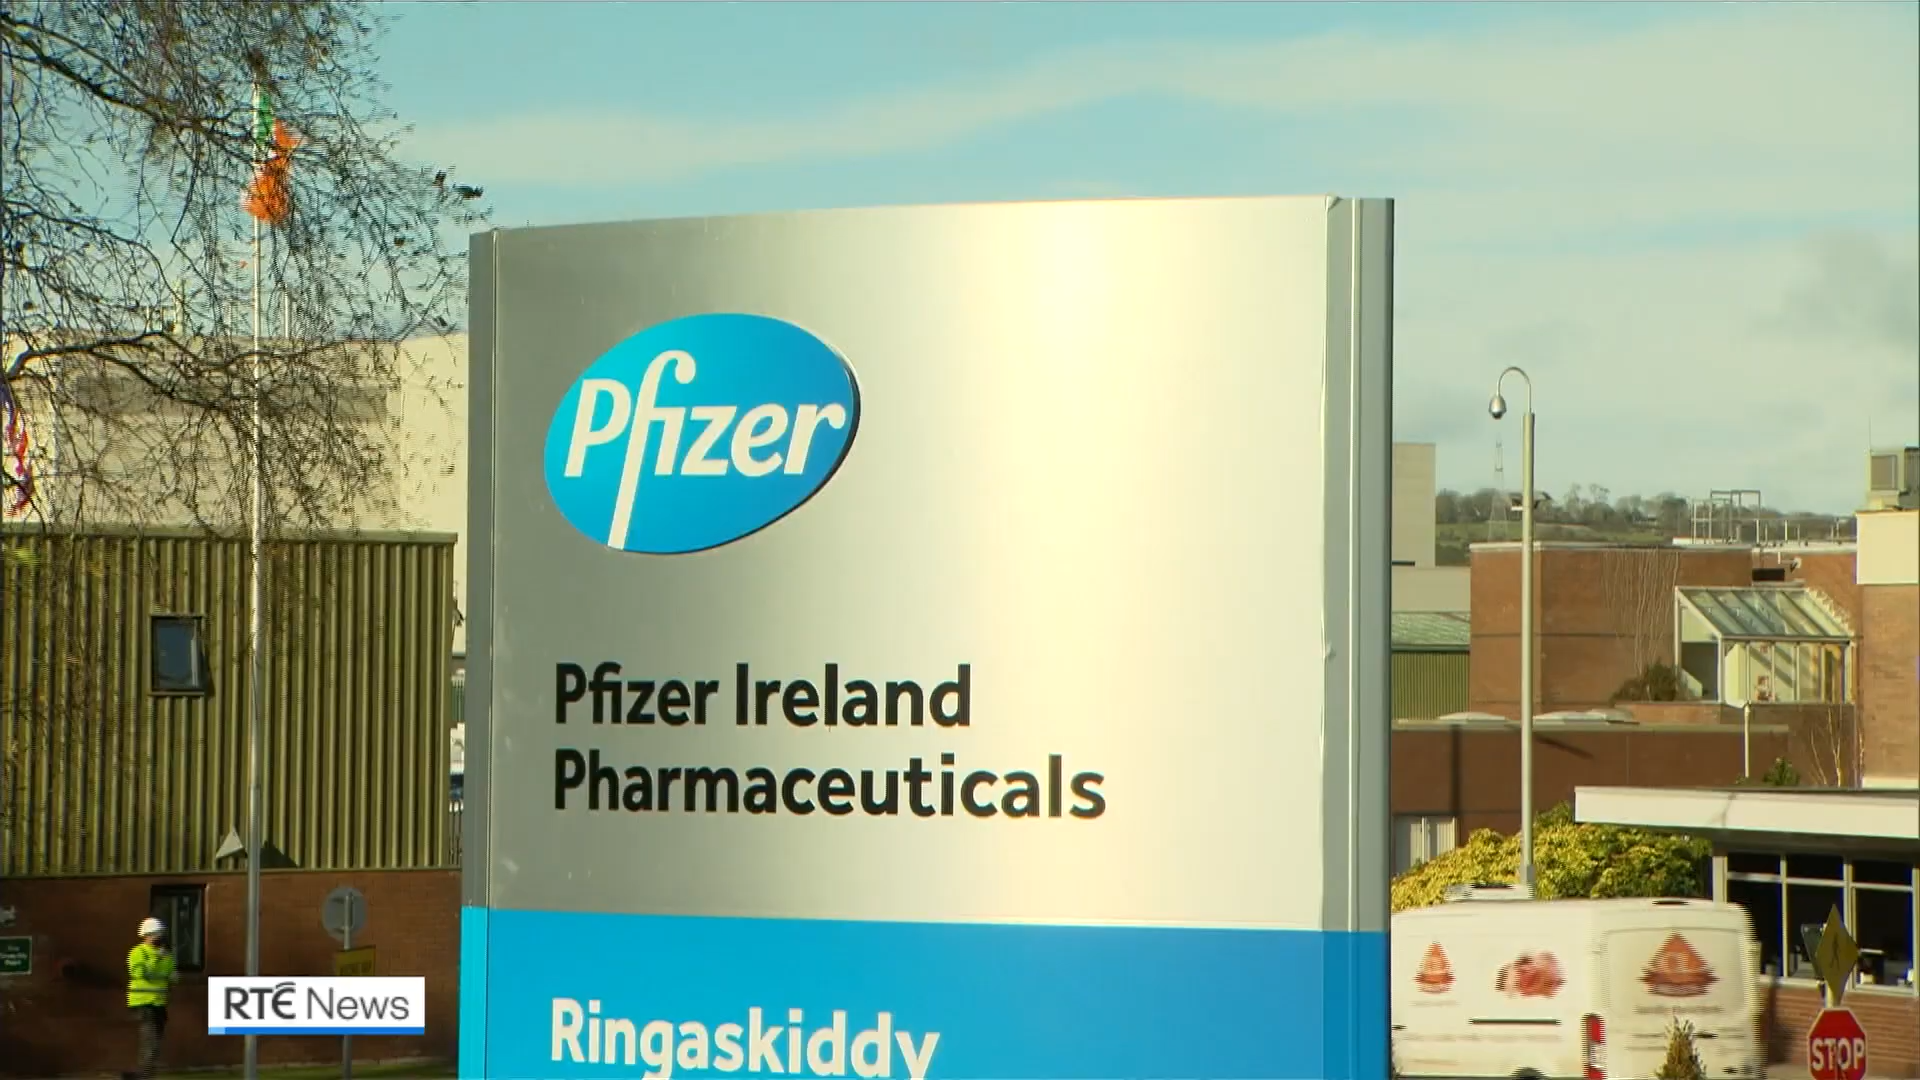 Pfizer
Pfizer Ireland
Pharmaceuticals
Ringaskiddy
RTÉ News
STOP